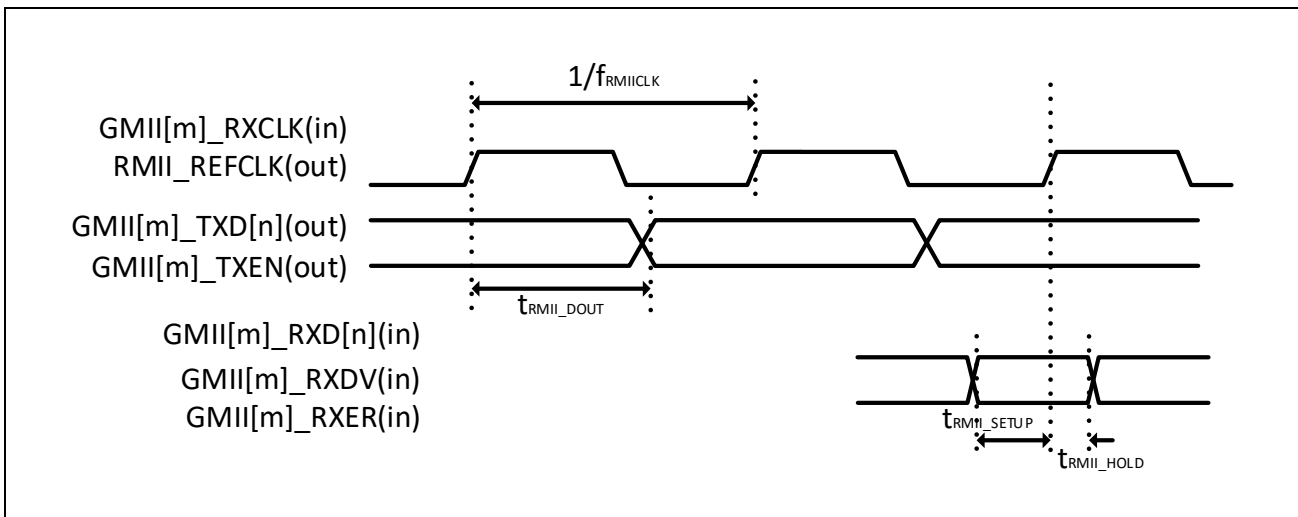 1/fRMIICLK
GMII[m]_RXCLK(in)
RMII_REFCLK(out)
GMII[m]_TXD[n](out)
GMII[m]_TXEN(out)
tRMII_DOUT
GMII[m]_RXD[n](in)
GMII[m]_RXDV(in)
GMII[m]_RXER(in)
tRMII_SETUP
tRMII_HOLD